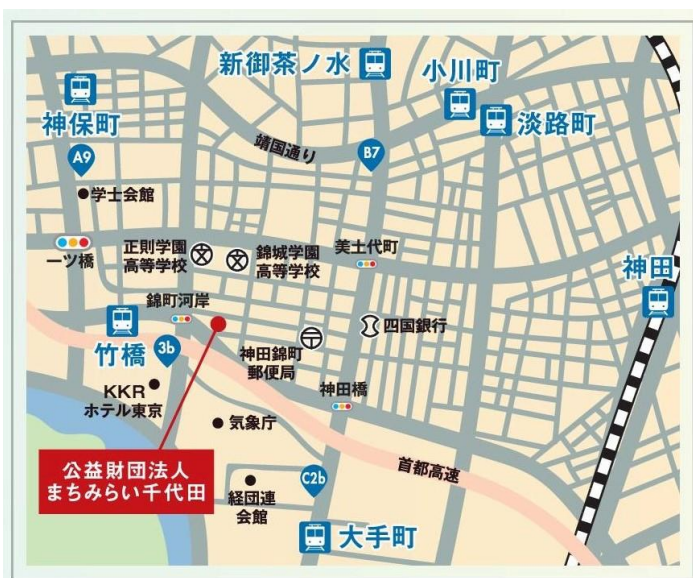 新御茶ノ水
小川町
淡路町
神保町
靖国通り
B7
A9
学士会館
一ツ橋
正則学園
高等学校
錦城学園
高等学校
美土代町
神田
錦町河岸
竹橋
3b
四国銀行
神田錦町
郵便局
神田橋
KKR
ホテル東京
気象庁
首都高速
公益財団法人
まちみらい千代田
経団連
会館
C2b
大手町